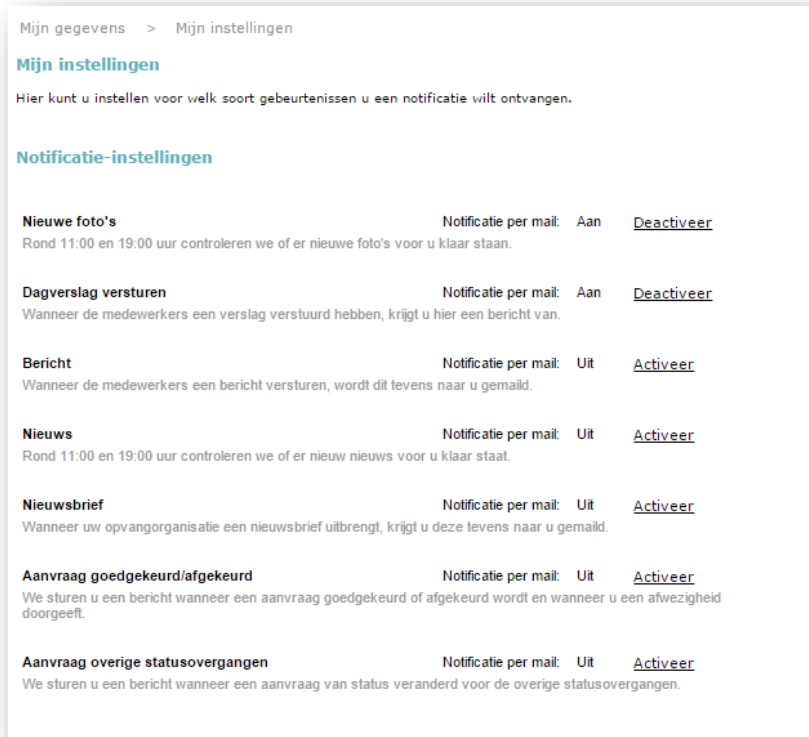 Mijn gegevens > Mijn instellingen
Mijn instellingen
Hier kunt u instellen voor welk soort gebeurtenissen u een notificatie wilt ontvangen.
Notificatie-instellingen
Nieuwe foto's Notificatie per mail: Aan Deactiveer
Rond 11:00 en 19:00 uur controleren we of er nieuwe foto's voor u klaar staan.
Dagverslag versturen Notificatie per mail: Aan Deactiveer
Wanneer de medewerkers een verslag verstuurd hebben, krijgt u hier een bericht van.
Bericht Notificatie per mail: Uit Activeer
Wanneer de medewerkers een bericht versturen, wordt dit tevens naar u gemaild.
Nieuws Notificatie per mail: Uit Activeer
Rond 11:00 en 19:00 uur controleren we of er nieuw nieuws voor u klaar staat.
Nieuwsbrief Notificatie per mail: Uit Activeer
Wanneer uw opvangorganisatie een nieuwsbrief uitbrengt, krijgt u deze tevens naar u gemaild.
Aanvraag goedgekeurd/afgekeurd Notificatie per mail: Uit Activeer
We sturen u een bericht wanneer een aanvraag goedgekeurd of afgekeurd wordt en wanneer u een afwezigheid
doorgeeft.
Aanvraag overige statusovergangen Notificatie per mail: Uit Activeer
We sturen u een bericht wanneer een aanvraag van status veranderd voor de overige statusovergangen.